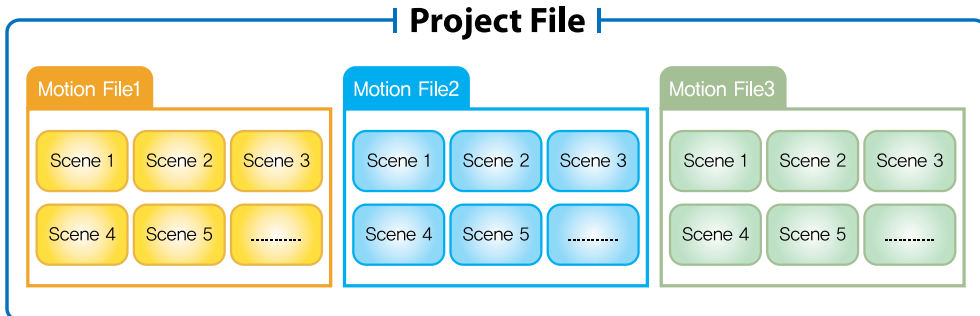 Project File
Motion File1
Scene 1
Scene 2
Scene 3
Scene 4
Scene 5
..........
Motion File2
Scene 1
Scene 2
Scene 3
Scene 4
Scene 5
..........
Motion File3
Scene 1
Scene 2
Scene 3
Scene 4
Scene 5
..........